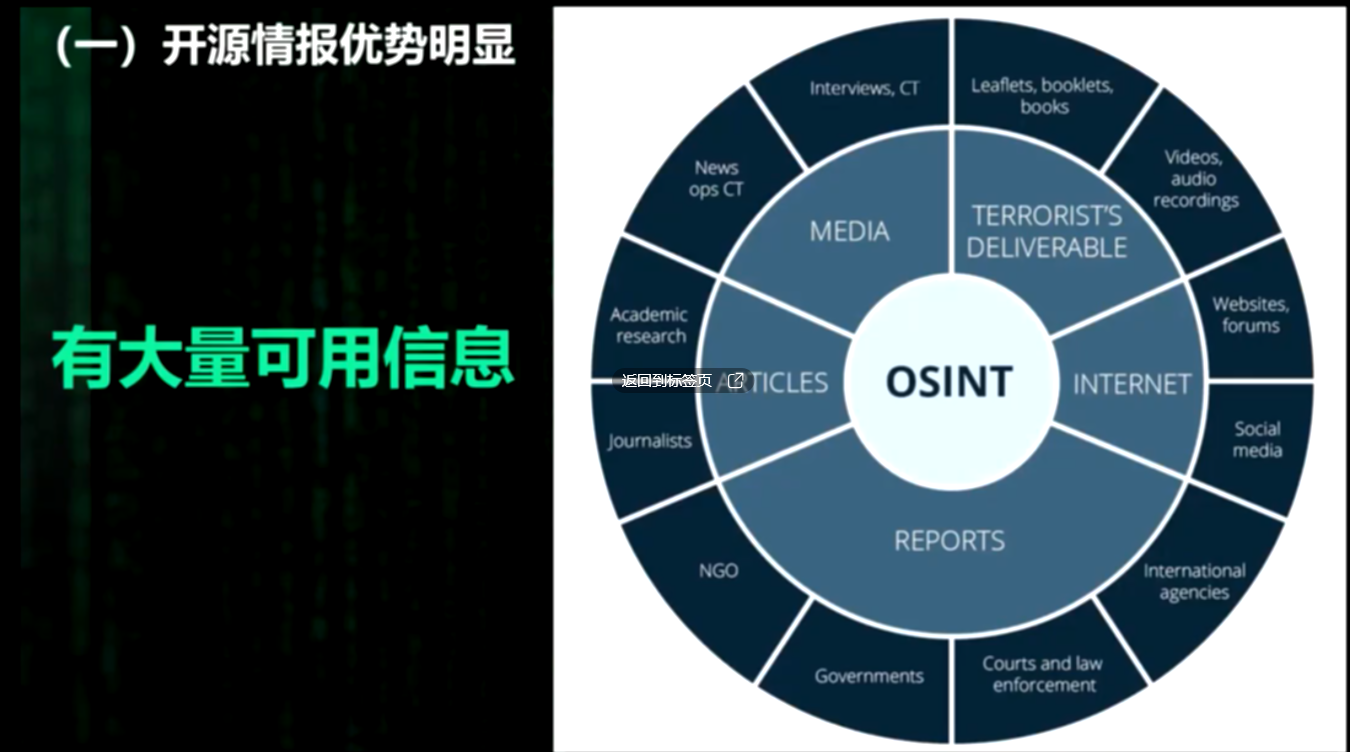 （一）开源情报优势明显
有大量可用信息
Interviews, CT
Leaflets, booklets,
books
News
ops CT
Videos,
audio
recordings
MEDIA
TERRORIST'S
DELIVERABLE
Academic
research
Websites,
forums
返回到标签页
ARTICLES
OSINT
INTERNET
Journalists
Social
media
REPORTS
NGO
International
agencies
Governments
Courts and law
enforcement